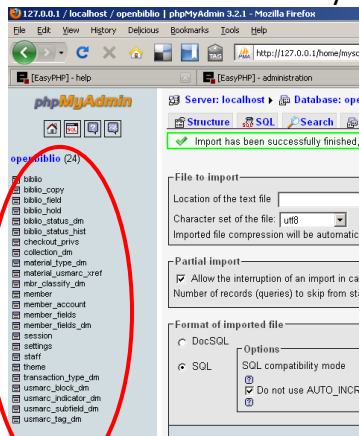 127.0.0.1 / localhost / openbiblio | phpMyAdmin 3.2.1 - Mozilla Firefox
File Edit View History Delicious Bookmarks Tools Help
http://127.0.0.1/home/mysq
[EasyPHP] - help
[EasyPHP] - administration
phpMyAdmin
Server: localhost Database: ope
Structure SQL Search
Import has been successfully finished,
openbiblio (24)
biblio
biblio_copy
biblio_field
biblio_hold
biblio_status_dm
biblio_status_hist
checkout_privs
collection_dm
material_type_dm
material_usmarc_xref
mbr_classify_dm
member
member_account
member_fields
member_fields_dm
session
settings
staff
theme
transaction_type_dm
usmarc_block_dm
usmarc_indicator_dm
usmarc_subfield_dm
usmarc_tag_dm
File to import
Location of the text file
Character set of the file: utf8
Imported file compression will be automatic
Partial import
Allow the interruption of an import in ca
Number of records (queries) to skip from sta
Format of imported file
DocSQL
SQL
Options
SQL compatibility mode
Do not use AUTO_INCR